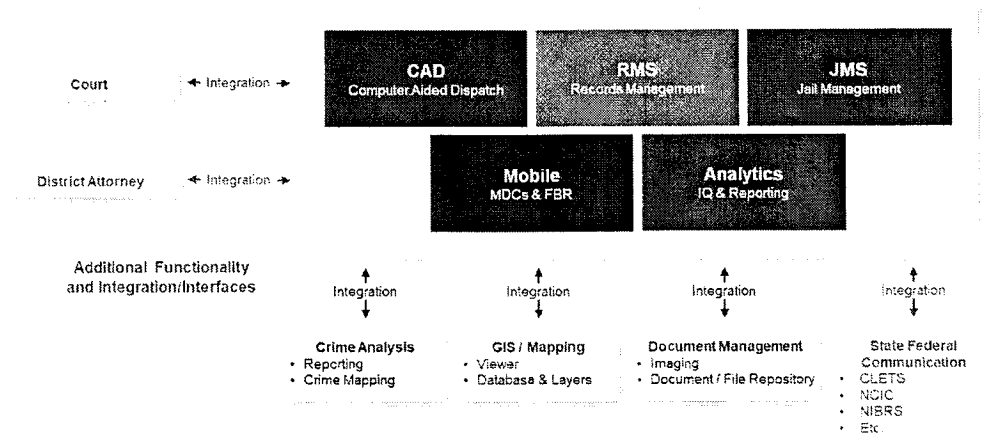 CAD
Computer Aided Dispatch
RMS
Records Management
JMS
Jail Management
Court
Integration
Mobile
MDCs & FBR
Analytics
IQ & Reporting
District Attorney
Integration
Additional Functionality
and Integration/Interfaces
Integration
Integration
Integration
Integration
Crime Analysis
• Reporting
• Crime Mapping
GIS / Mapping
• Viewer
• Database & Layers
Document Management
• Imaging
• Document / File Repository
State Federal
Communication
• CLETS
• NCIC
• NIBRS
• Etc.